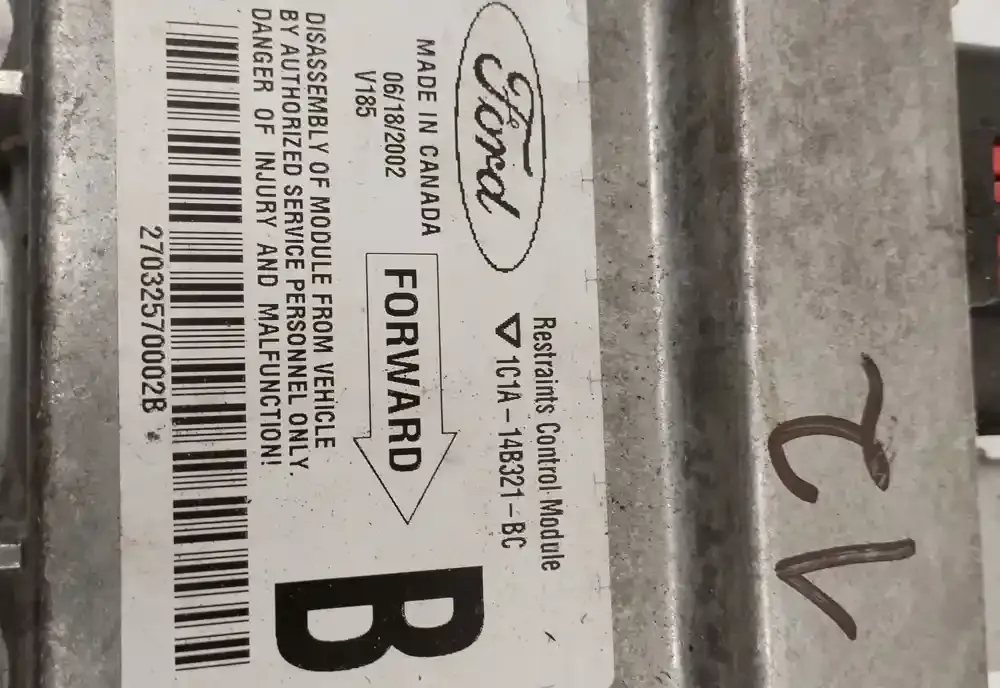 Ford
Restraints Control Module
1C1A-14B321-BC
MADE IN CANADA
06/18/2002
V185
FORWARD
B
DISASSEMBLY OF MODULE FROM VEHICLE
BY AUTHORIZED SERVICE PERSONNEL ONLY.
DANGER OF INJURY AND MALFUNCTION!
270325700002B